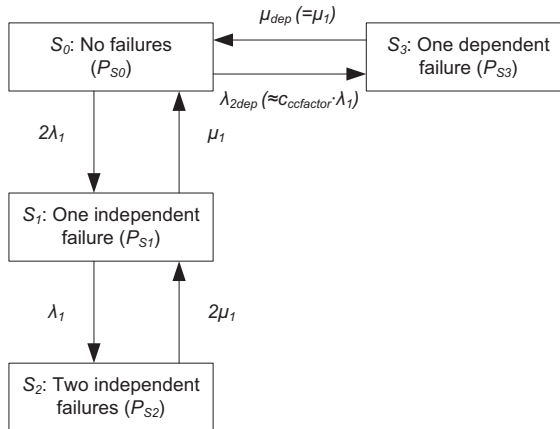 μdep (=μ1)
S0: No failures
(PS0)
S3: One dependent
failure (PS3)
λ2dep (≈cccfactor·λ1)
2λ1
μ1
S1: One independent
failure (PS1)
λ1
2μ1
S2: Two independent
failures (PS2)